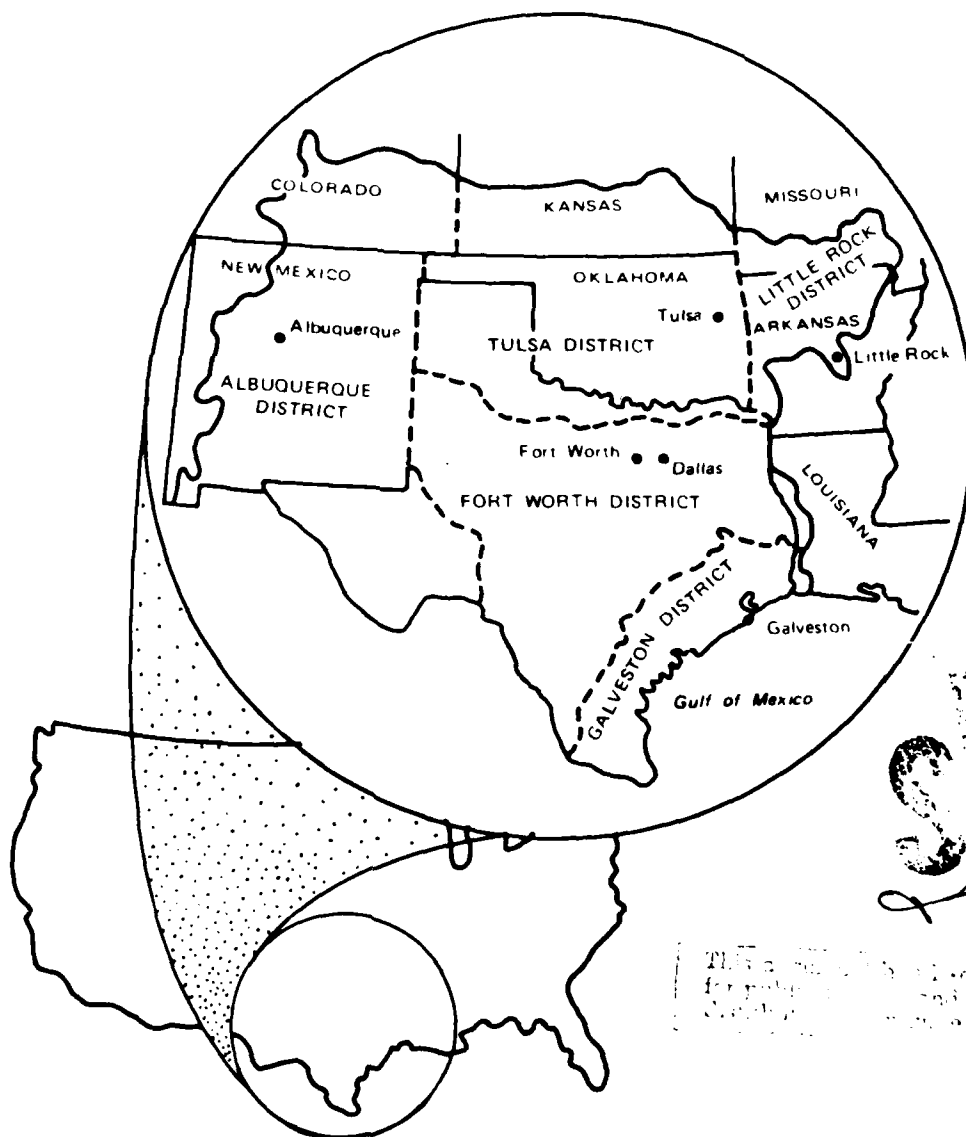 COLORADO
KANSAS
MISSOURI
NEW MEXICO
OKLAHOMA
LITTLE ROCK
DISTRICT
Albuquerque
Tulsa
ARKANSAS
TULSA DISTRICT
Little Rock
ALBUQUERQUE
DISTRICT
Fort Worth
Dallas
FORT WORTH DISTRICT
LOUISIANA
GALVESTON DISTRICT
Galveston
Gulf of Mexico
S